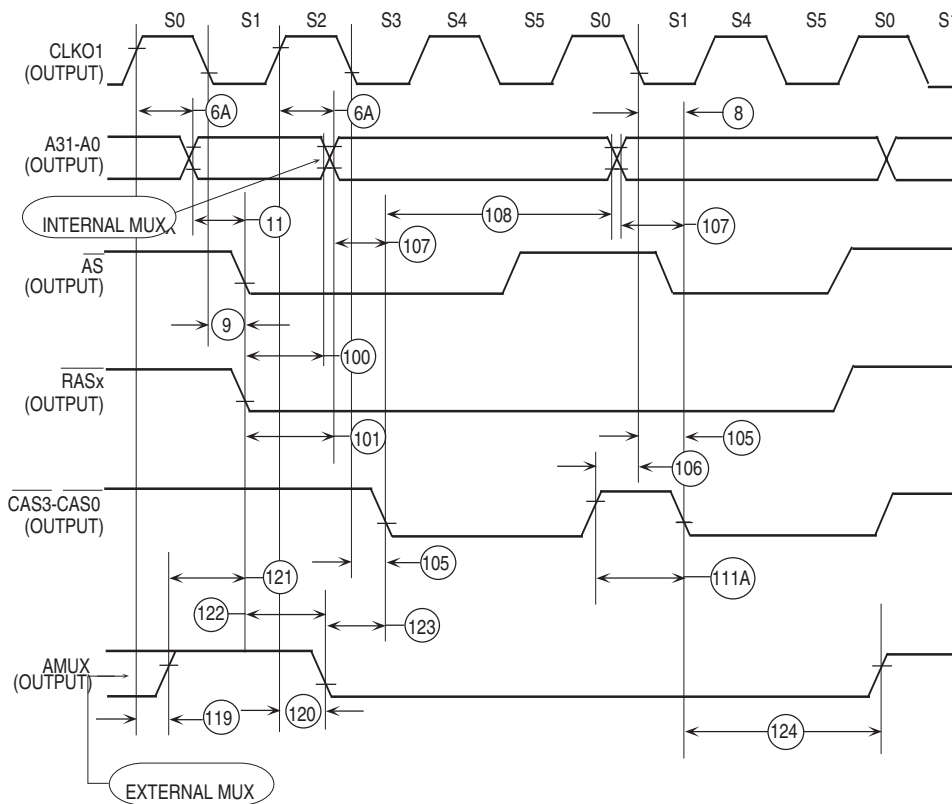 S0 S1 S2 S3 S4 S5 S0 S1 S4 S5 S0 S1
CLKO1
(OUTPUT)
6A 6A 8
A31-A0
(OUTPUT)
INTERNAL MUX
11 108 107 107
AS
(OUTPUT)
9
100
RASx
(OUTPUT)
101 105
106
CAS3-CAS0
(OUTPUT)
105 111A
121
122 123
AMUX
(OUTPUT)
119 120 124
EXTERNAL MUX